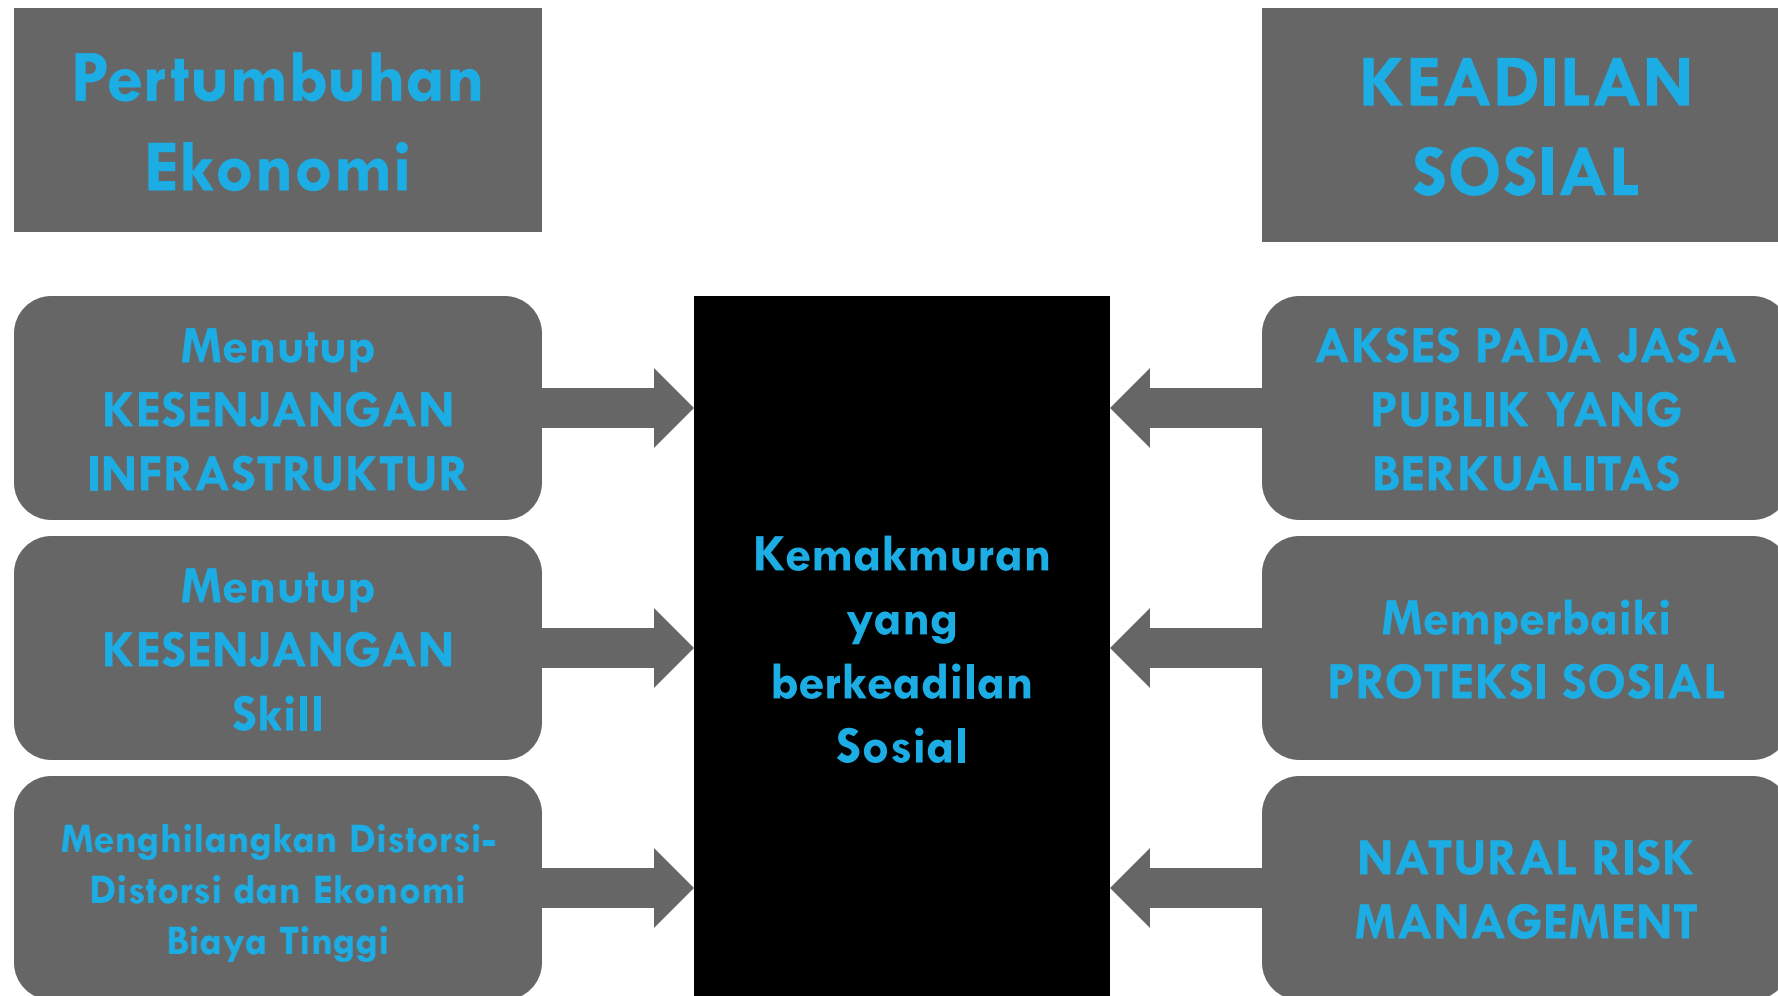 Pertumbuhan
Ekonomi
KEADILAN
SOSIAL
Menutup
KESENJANGAN
INFRASTRUKTUR
Menutup
KESENJANGAN
Skill
Menghilangkan Distorsi-
Distorsi dan Ekonomi
Biaya Tinggi
Kemakmuran
yang
berkeadilan
Sosial
AKSES PADA JASA
PUBLIK YANG
BERKUALITAS
Memperbaiki
PROTEKSI SOSIAL
NATURAL RISK
MANAGEMENT